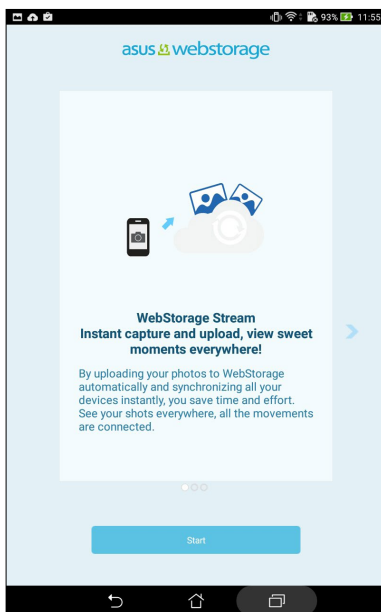 93% 11:55
asus webstorage
WebStorage Stream
Instant capture and upload, view sweet
moments everywhere!
By uploading your photos to WebStorage
automatically and synchronizing all your
devices instantly, you save time and effort.
See your shots everywhere, all the movements
are connected.
Start